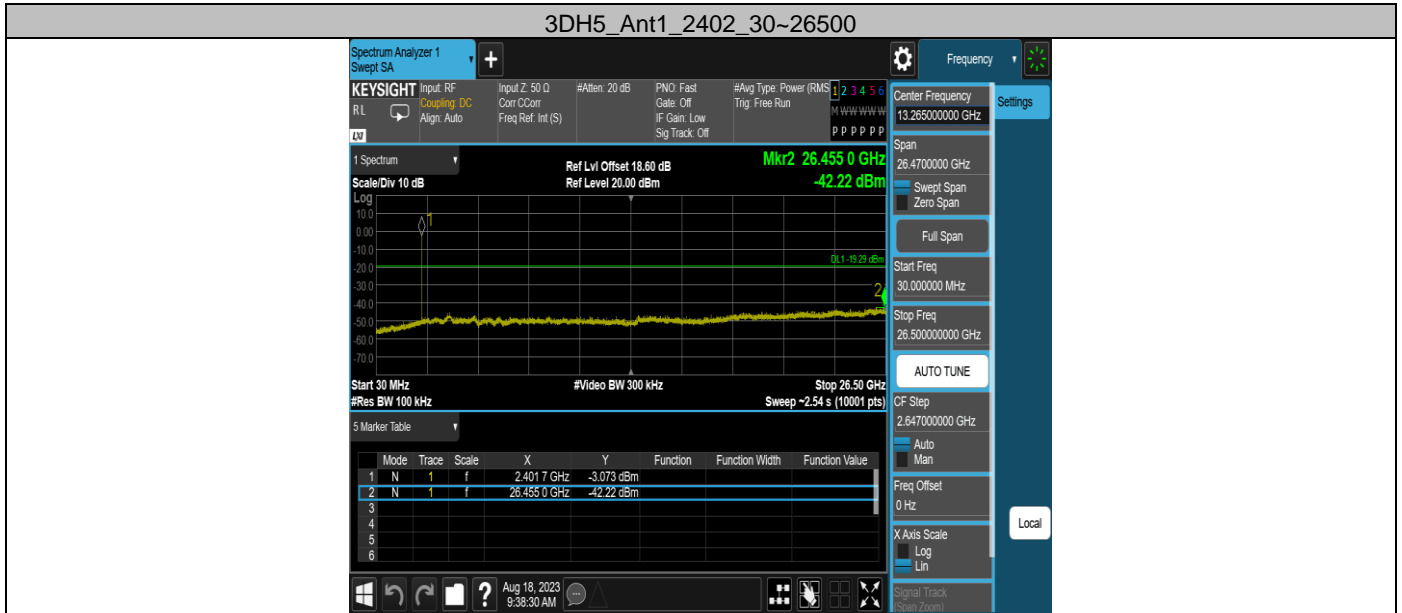 3DH5_Ant1_2402_30~26500
Spectrum Analyzer 1
Swept SA
+
Frequency
KEYSIGHT
RL
LXI
Input: RF
Coupling: DC
Align: Auto
Input Z: 50 Ω
Corr CCorr
Freq Ref: Int (S)
#Atten: 20 dB
PNO: Fast
Gate: Off
IF Gain: Low
Sig Track: Off
#Avg Type: Power (RMS
Trig: Free Run
1 2 3 4 5 6
M W W W W W
P P P P P P
1 Spectrum
Scale/Div 10 dB
Ref Lvl Offset 18.60 dB
Ref Level 20.00 dBm
Mkr2 26.455 0 GHz
-42.22 dBm
Log
10.0
0.00
-10.0
-20.0
-30.0
-40.0
-50.0
-60.0
-70.0
1
DL1 -19.29 dBm
2
Start 30 MHz
#Res BW 100 kHz
#Video BW 300 kHz
Stop 26.50 GHz
Sweep ~2.54 s (10001 pts)
5 Marker Table
Mode Trace Scale X Y Function Function Width Function Value
1 N 1 f 2.401 7 GHz -3.073 dBm
2 N 1 f 26.455 0 GHz -42.22 dBm
3
4
5
6
?
Aug 18, 2023
9:38:30 AM
Center Frequency
13.265000000 GHz
Settings
Span
26.4700000 GHz
Swept Span
Zero Span
Full Span
Start Freq
30.000000 MHz
Stop Freq
26.500000000 GHz
AUTO TUNE
CF Step
2.647000000 GHz
Auto
Man
Freq Offset
0 Hz
X Axis Scale
Log
Lin
Local
Signal Track
(Span Zoom)